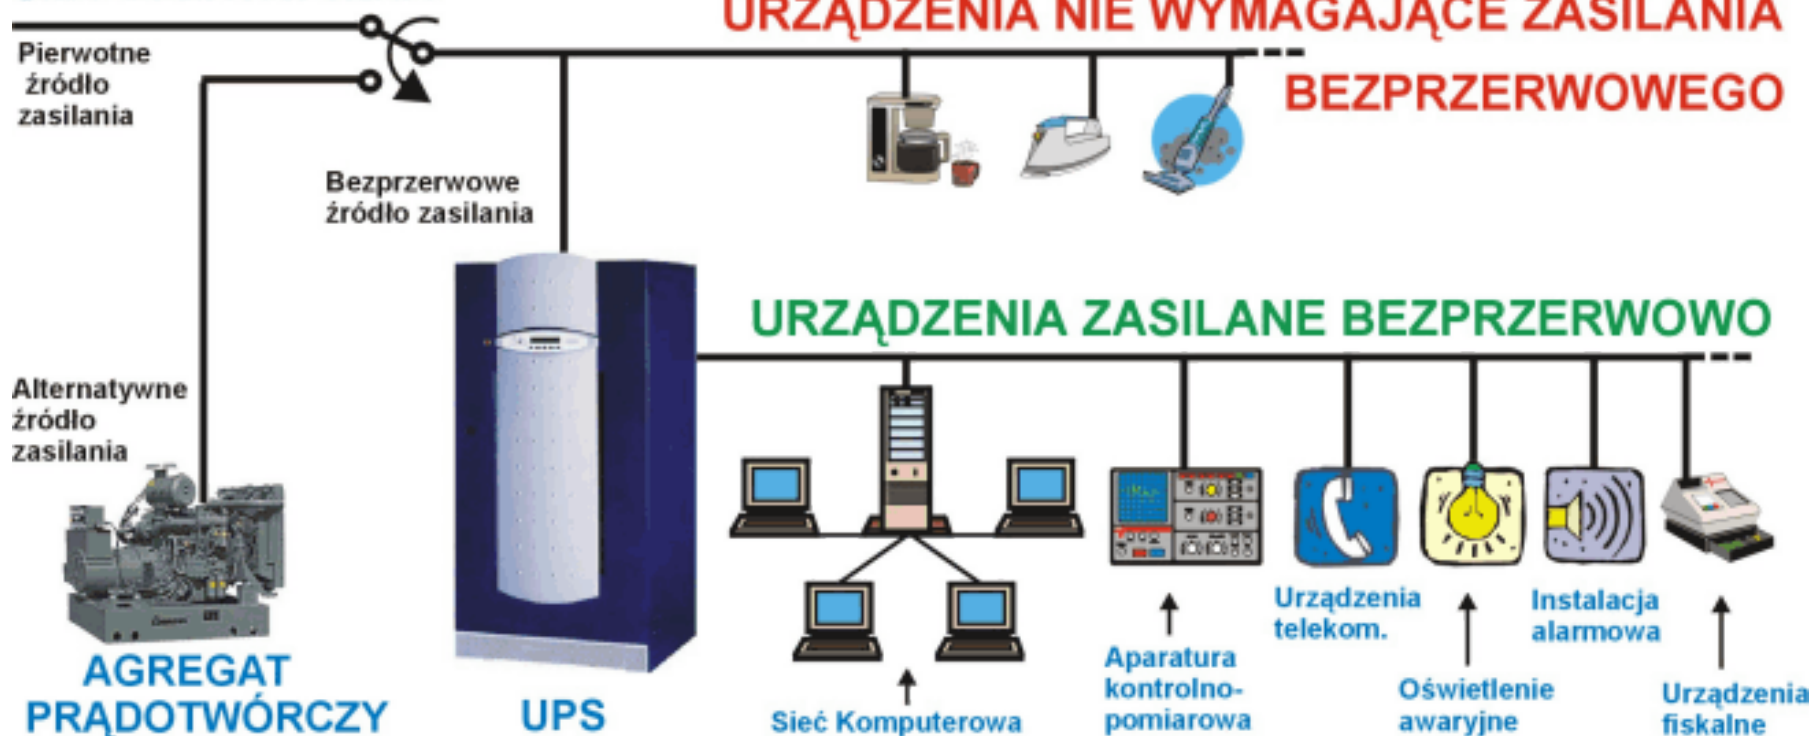 URZĄDZENIA NIE WYMAGAJĄCE ZASILANIA
BEZPRZERWOWEGO
Pierwotne
źródło
zasilania
Bezprzerwowe
źródło zasilania
URZĄDZENIA ZASILANE BEZPRZERWOWO
Alternatywne
źródło
zasilania
AGREGAT
PRĄDOTWÓRCZY
UPS
Sieć Komputerowa
Aparatura
kontrolno-
pomiarowa
Urządzenia
telekom.
Oświetlenie
awaryjne
Instalacja
alarmowa
Urządzenia
fiskalne